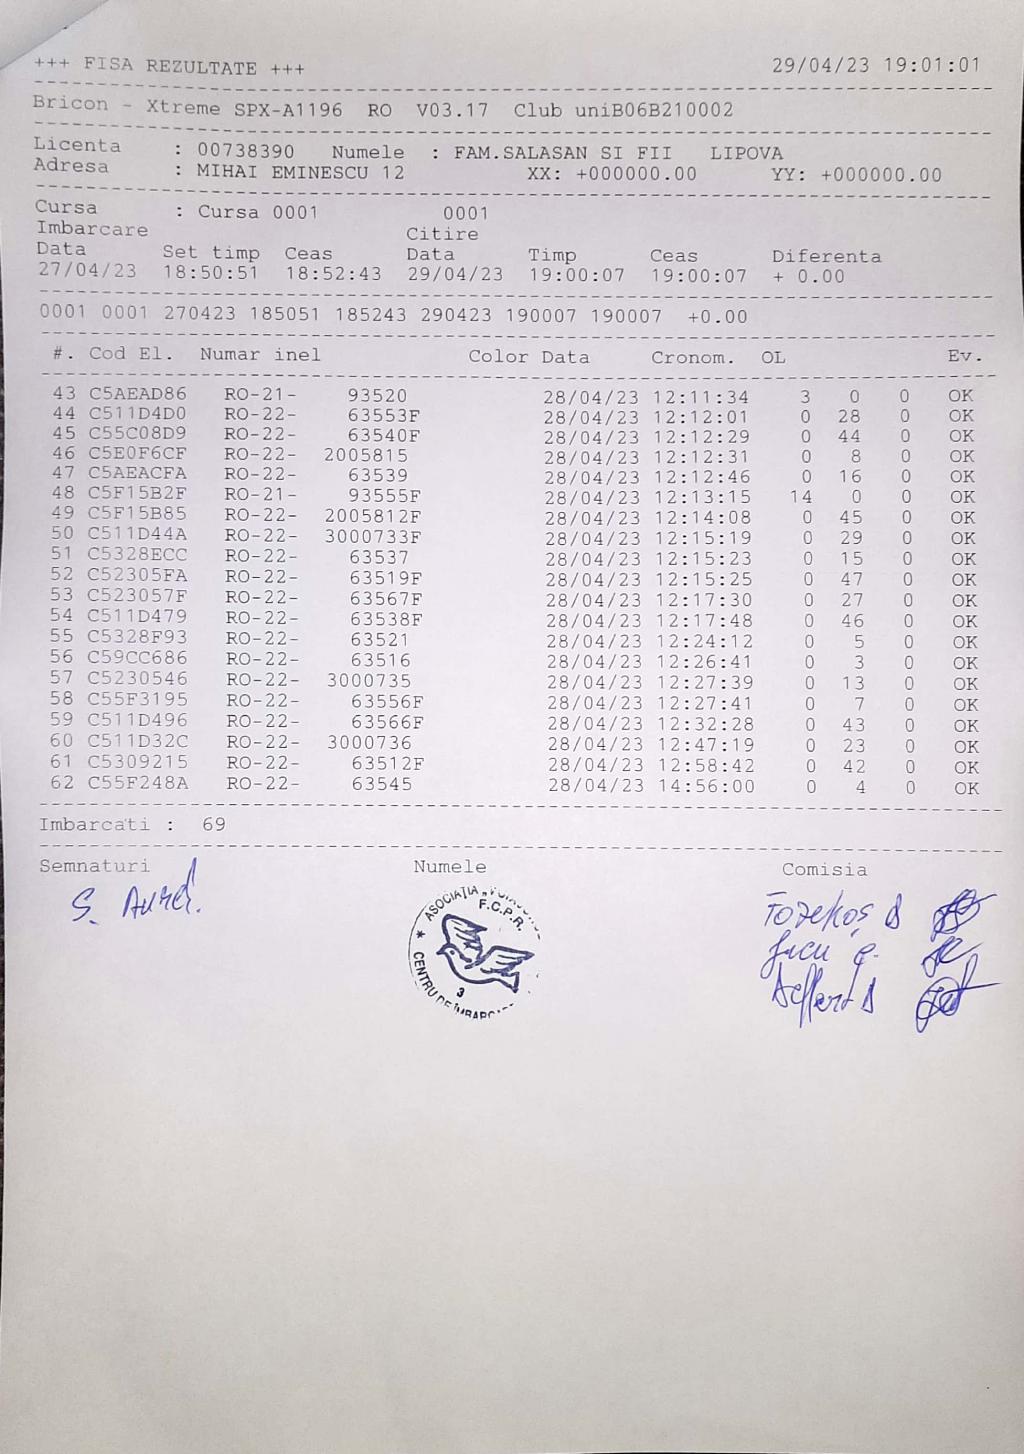 +++ FISA REZULTATE +++ 29/04/23 19:01:01
Bricon - Xtreme SPX-A1196 RO V03.17 Club uniB06B210002
Licenta : 00738390 Numele : FAM.SALASAN SI FII LIPOVA
Adresa : MIHAI EMINESCU 12 XX: +000000.00 YY: +000000.00
Cursa : Cursa 0001 0001
Imbarcare Citire
Data Set timp Ceas Data Timp Ceas Diferenta
27/04/23 18:50:51 18:52:43 29/04/23 19:00:07 19:00:07 + 0.00
0001 0001 270423 185051 185243 290423 190007 190007 +0.00
#. Cod El. Numar inel Color Data Cronom. OL Ev.
43 C5AEAD86 RO-21- 93520 28/04/23 12:11:34 3 0 0 OK
44 C511D4D0 RO-22- 63553F 28/04/23 12:12:01 0 28 0 OK
45 C55C08D9 RO-22- 63540F 28/04/23 12:12:29 0 44 0 OK
46 C5E0F6CF RO-22- 2005815 28/04/23 12:12:31 0 8 0 OK
47 C5AEACFA RO-22- 63539 28/04/23 12:12:46 0 16 0 OK
48 C5F15B2F RO-21- 93555F 28/04/23 12:13:15 14 0 0 OK
49 C5F15B85 RO-22- 2005812F 28/04/23 12:14:08 0 45 0 OK
50 C511D44A RO-22- 3000733F 28/04/23 12:15:19 0 29 0 OK
51 C5328ECC RO-22- 63537 28/04/23 12:15:23 0 15 0 OK
52 C52305FA RO-22- 63519F 28/04/23 12:15:25 0 47 0 OK
53 C523057F RO-22- 63567F 28/04/23 12:17:30 0 27 0 OK
54 C511D479 RO-22- 63538F 28/04/23 12:17:48 0 46 0 OK
55 C5328F93 RO-22- 63521 28/04/23 12:24:12 0 5 0 OK
56 C59CC686 RO-22- 63516 28/04/23 12:26:41 0 3 0 OK
57 C5230546 RO-22- 3000735 28/04/23 12:27:39 0 13 0 OK
58 C55F3195 RO-22- 63556F 28/04/23 12:27:41 0 7 0 OK
59 C511D496 RO-22- 63566F 28/04/23 12:32:28 0 43 0 OK
60 C511D32C RO-22- 3000736 28/04/23 12:47:19 0 23 0 OK
61 C5309215 RO-22- 63512F 28/04/23 12:58:42 0 42 0 OK
62 C55F248A RO-22- 63545 28/04/23 14:56:00 0 4 0 OK
Imbarcati : 69
Semnaturi Numele Comisia
S. Aurel.
ASOCIAŢIA
F.C.P.R.
3
CENTRU DE